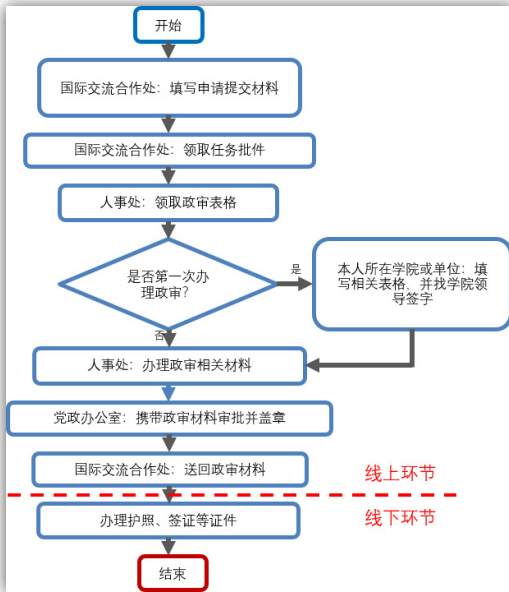 开始
国际交流合作处：填写申请提交材料
国际交流合作处：领取任务批件
人事处：领取政审表格
是否第一次办
理政审？
是
本人所在学院或单位：填
写相关表格，并找学院领
导签字
否
人事处：办理政审相关材料
党政办公室：携带政审材料审批并盖章
国际交流合作处：送回政审材料
线上环节
线下环节
办理护照、签证等证件
结束